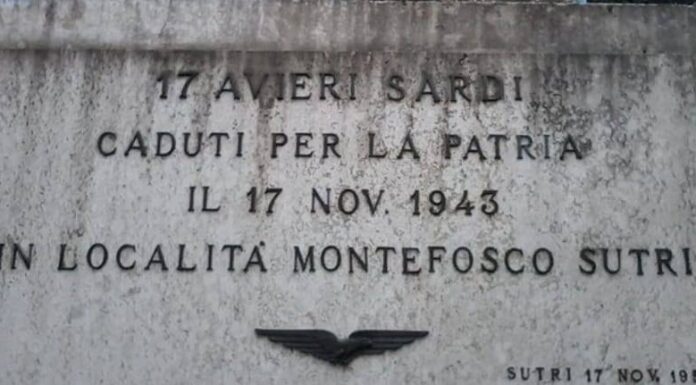 17 AVIERI SARDI
CADUTI PER LA PATRIA
IL 17 NOV. 1943
IN LOCALITÀ MONTEFOSCO SUTRI
SUTRI 17 NOV.